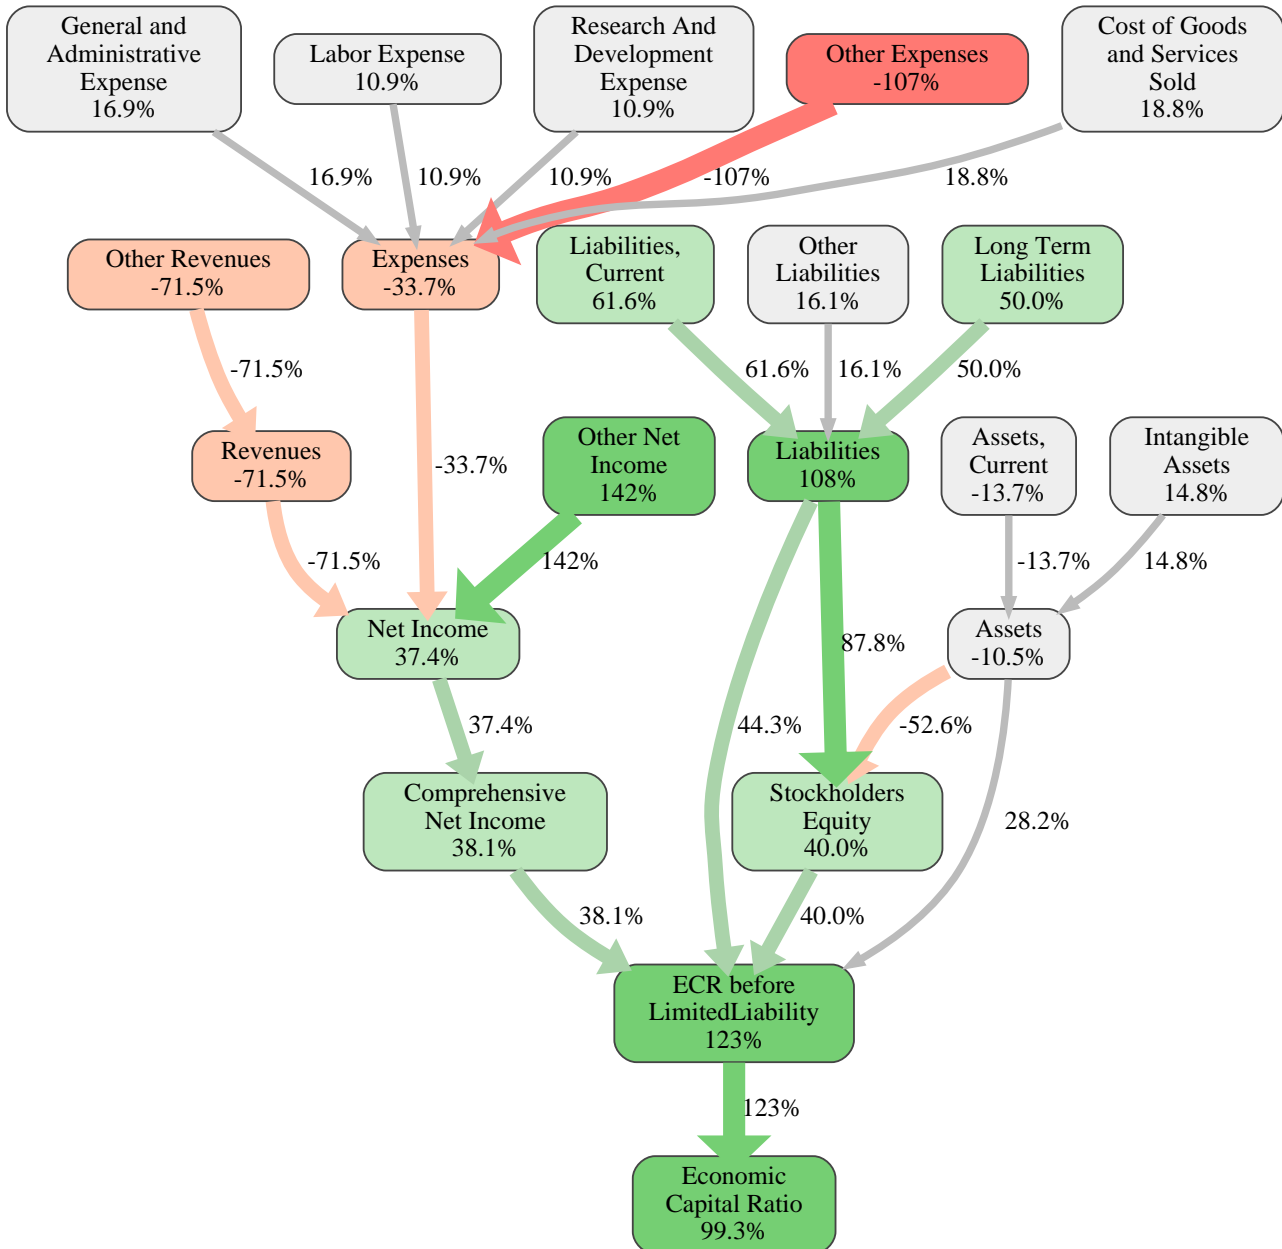 General and
Administrative
Expense
16.9%
Labor Expense
10.9%
Research And
Development
Expense
10.9%
Other Expenses
-107%
Cost of Goods
and Services
Sold
18.8%
16.9%
10.9%
10.9%
-107%
18.8%
Other Revenues
-71.5%
Expenses
-33.7%
Liabilities,
Current
61.6%
Other
Liabilities
16.1%
Long Term
Liabilities
50.0%
-71.5%
61.6%
16.1%
50.0%
Revenues
-71.5%
-33.7%
Other Net
Income
142%
Liabilities
108%
Assets,
Current
-13.7%
Intangible
Assets
14.8%
-71.5%
142%
-13.7%
14.8%
Net Income
37.4%
87.8%
Assets
-10.5%
37.4%
44.3%
-52.6%
Comprehensive
Net Income
38.1%
Stockholders
Equity
40.0%
28.2%
38.1%
40.0%
ECR before
LimitedLiability
123%
123%
Economic
Capital Ratio
99.3%